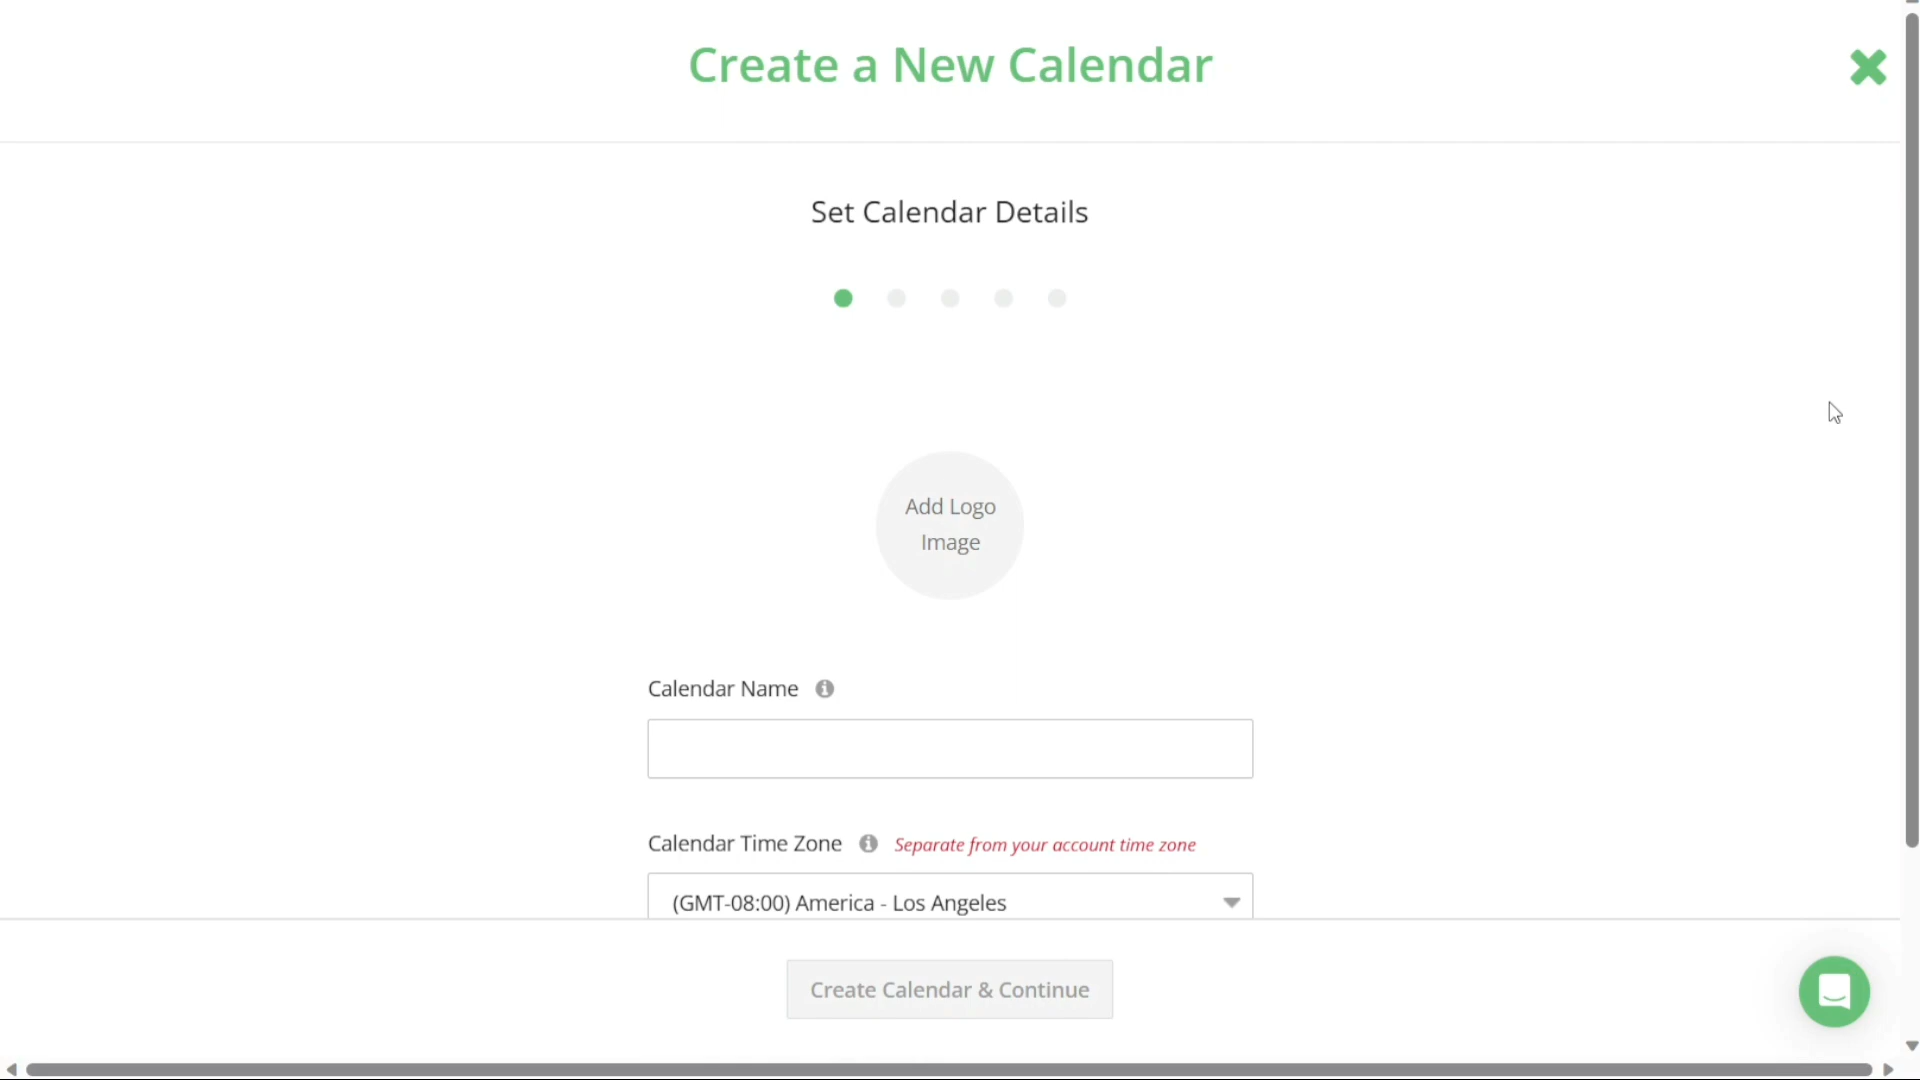 Create a New Calendar
Set Calendar Details
Add Logo
Image
Calendar Name
Calendar Time Zone Separate from your account time zone
(GMT-08:00) America - Los Angeles
Create Calendar & Continue